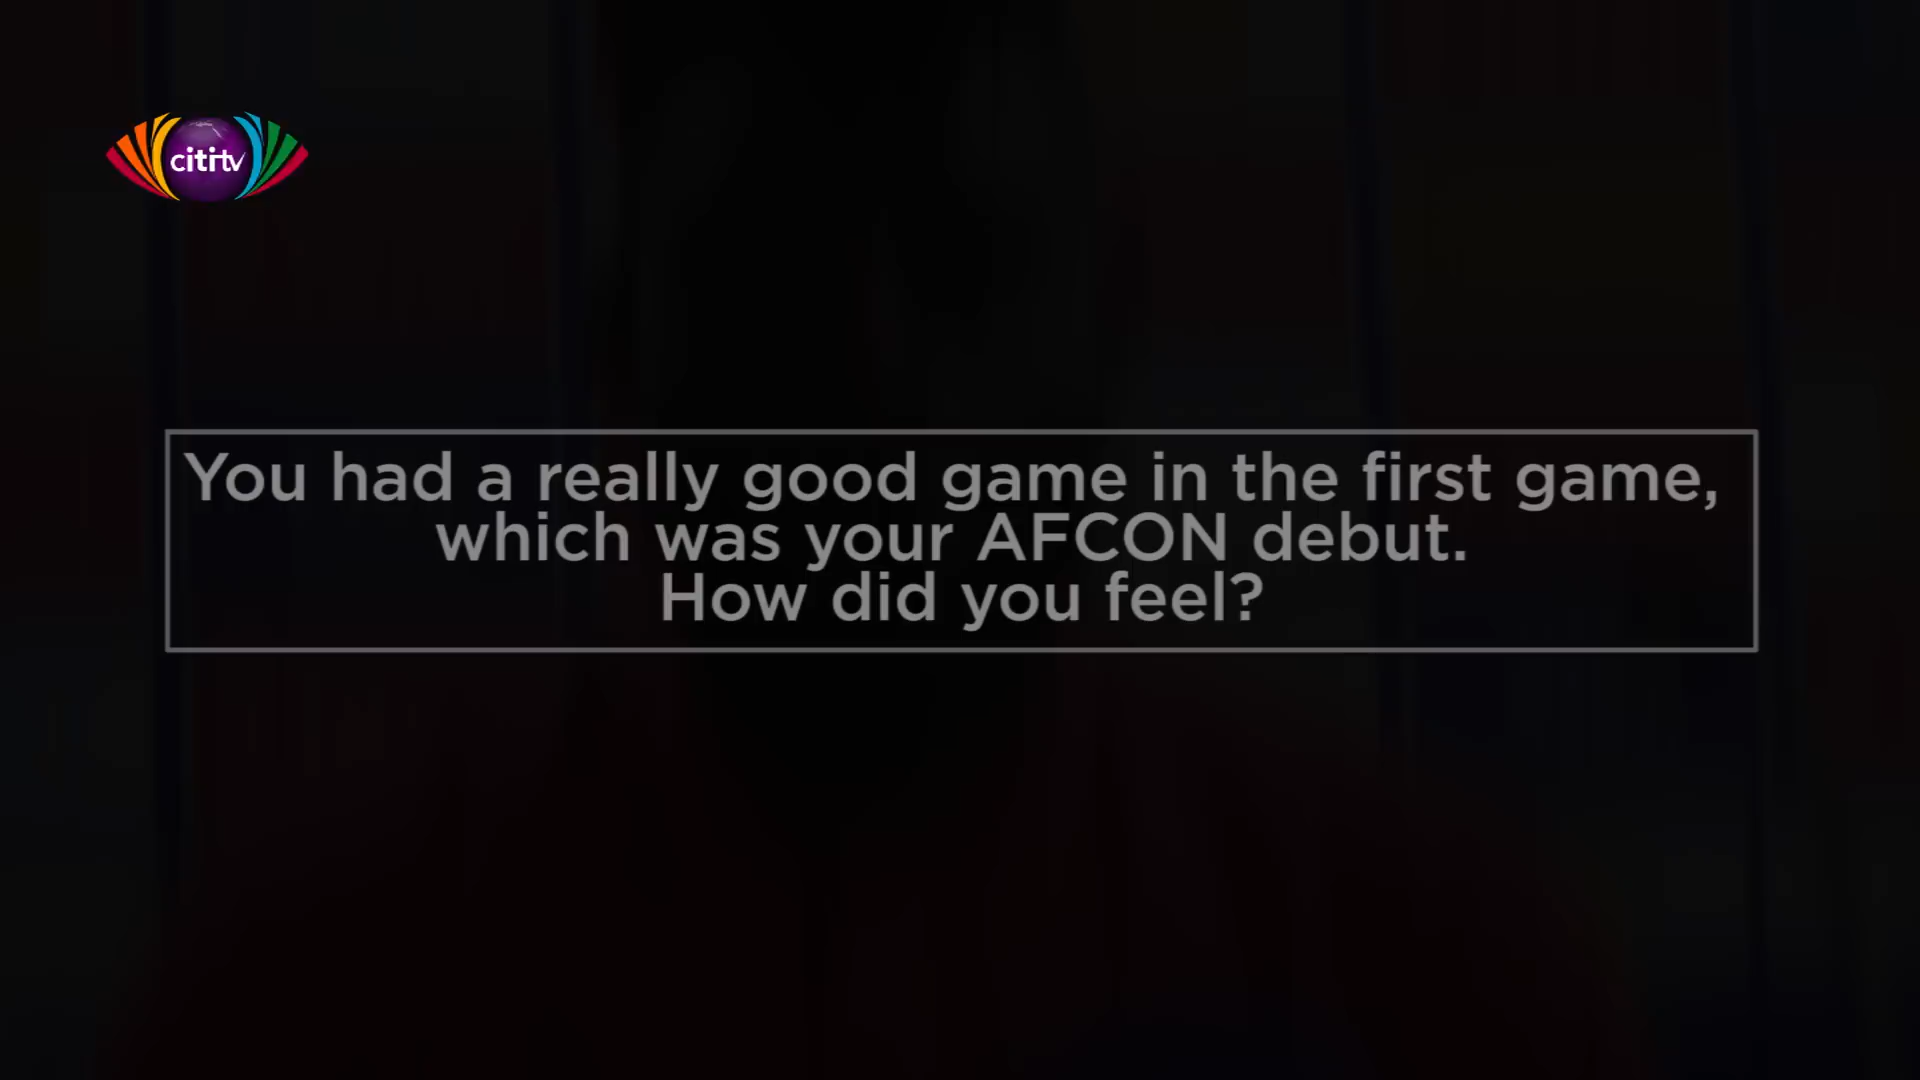 citi tv
You had a really good game in the first game,
which was your AFCON debut.
How did you feel?